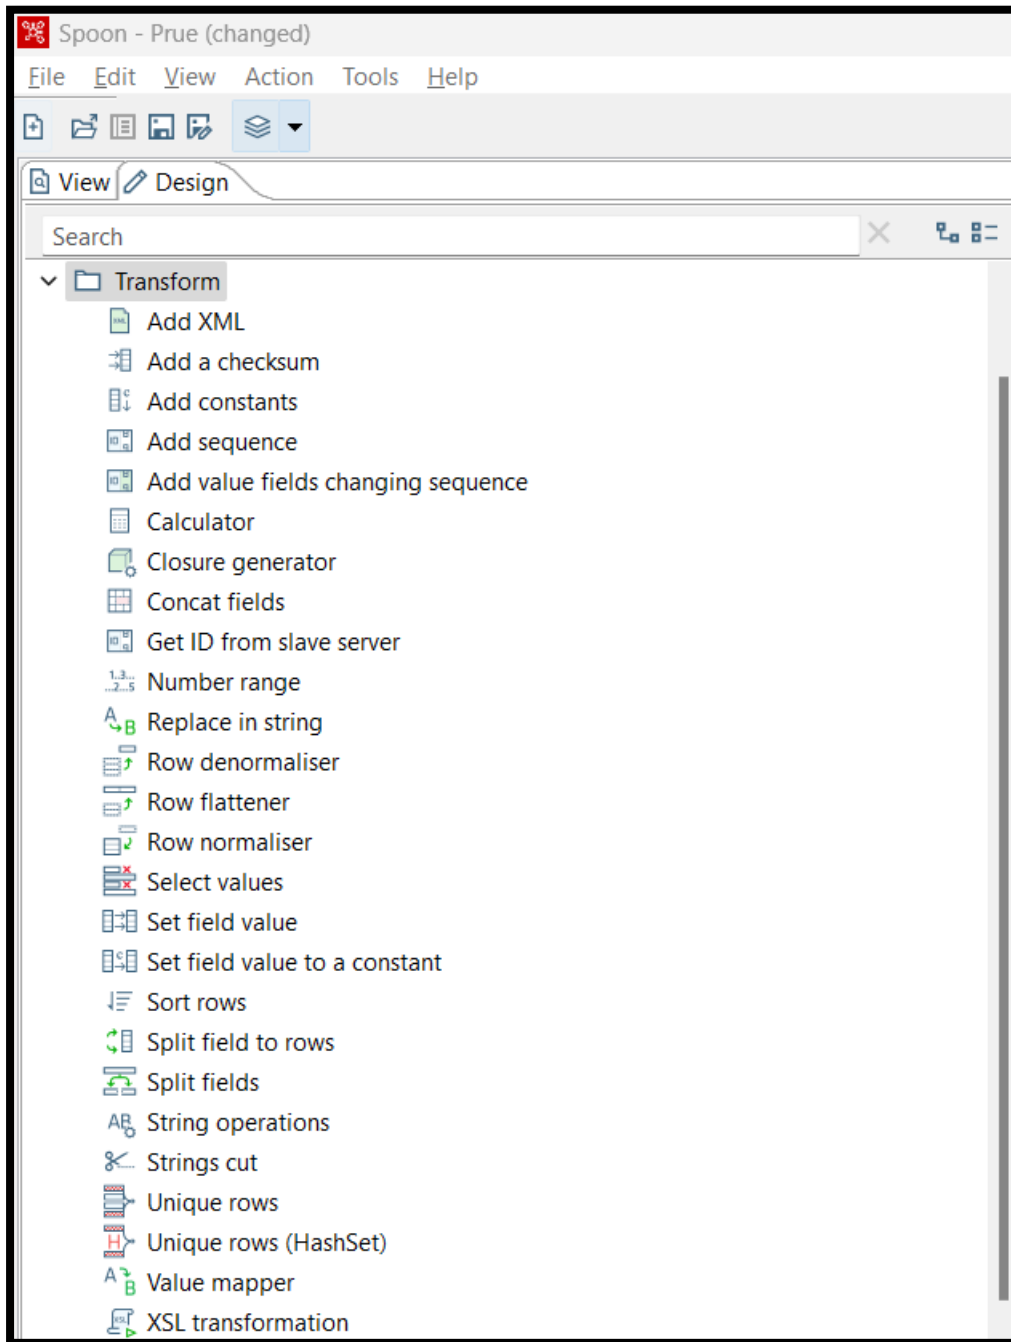 Spoon - Prue (changed)
File Edit View Action Tools Help
View Design
Search
Transform
Add XML
Add a checksum
Add constants
Add sequence
Add value fields changing sequence
Calculator
Closure generator
Concat fields
Get ID from slave server
Number range
Replace in string
Row denormaliser
Row flattener
Row normaliser
Select values
Set field value
Set field value to a constant
Sort rows
Split field to rows
Split fields
String operations
Strings cut
Unique rows
Unique rows (HashSet)
Value mapper
XSL transformation